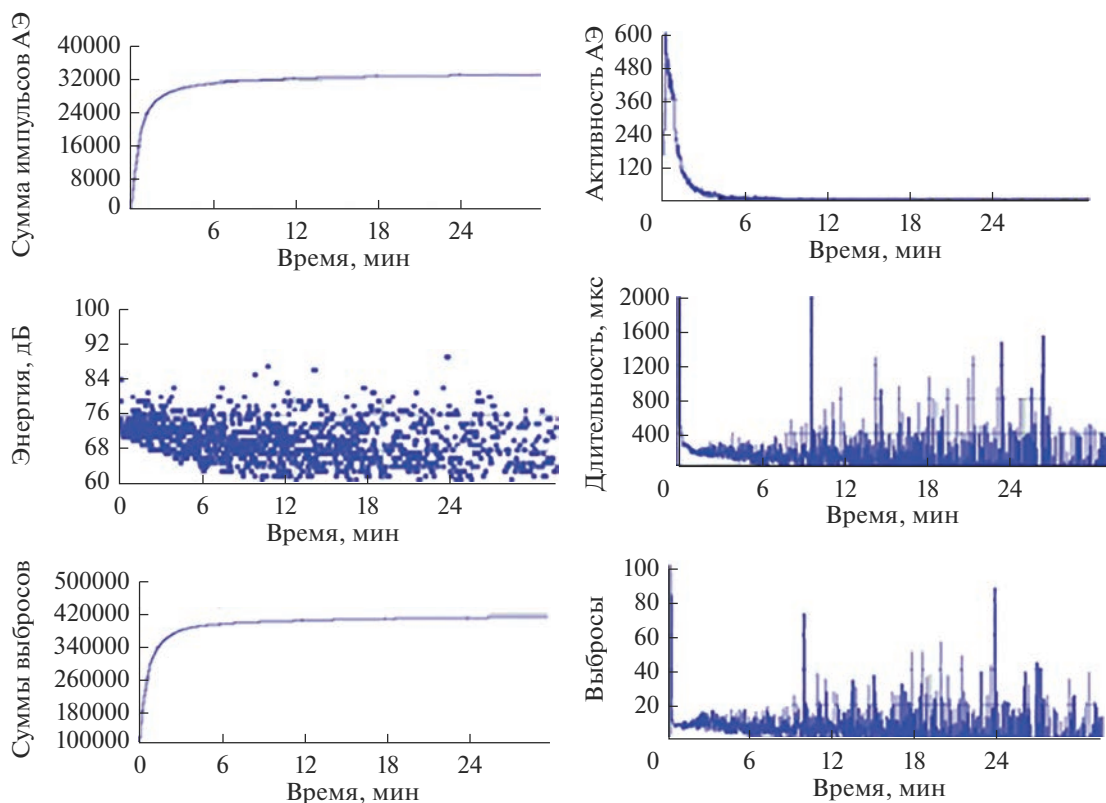 Сумма импульсов АЭ
40000
32000
24000
16000
8000
0
6 12 18 24
Время, мин
Активность АЭ
600
480
360
240
120
0
6 12 18 24
Время, мин
Энергия, дБ
100
92
84
76
68
60
0 6 12 18 24
Время, мин
Длительность, мкс
2000
1600
1200
800
400
0 6 12 18 24
Время, мин
Суммы выбросов
500000
420000
340000
260000
180000
100000
0 6 12 18 24
Время, мин
Выбросы
100
80
60
40
20
0 6 12 18 24
Время, мин